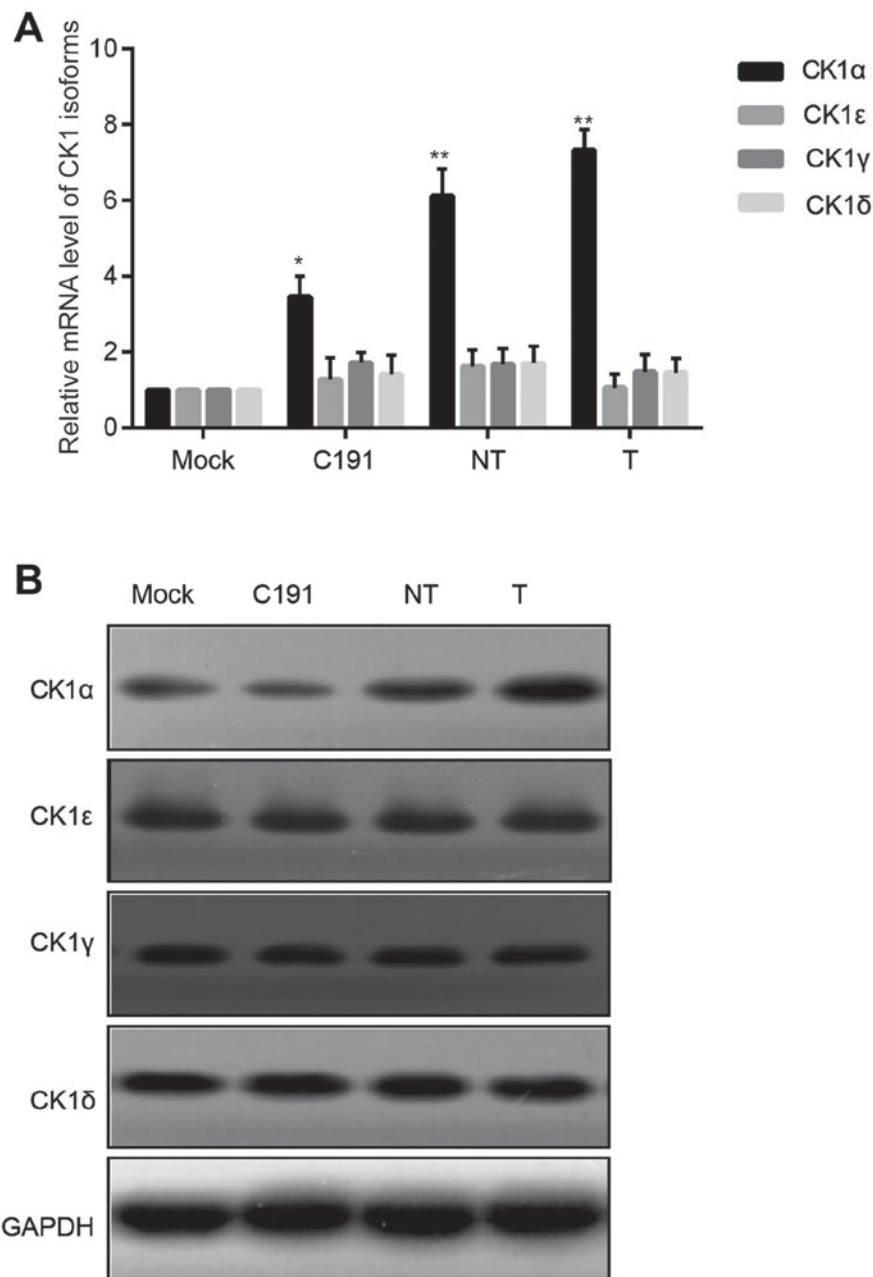 A
Relative mRNA level of CK1 isoforms
10
8
6
4
2
0
*
**
**
Mock C191 NT T
CK1α
CK1ε
CK1γ
CK1δ
B
Mock C191 NT T
CK1α
CK1ε
CK1γ
CK1δ
GAPDH